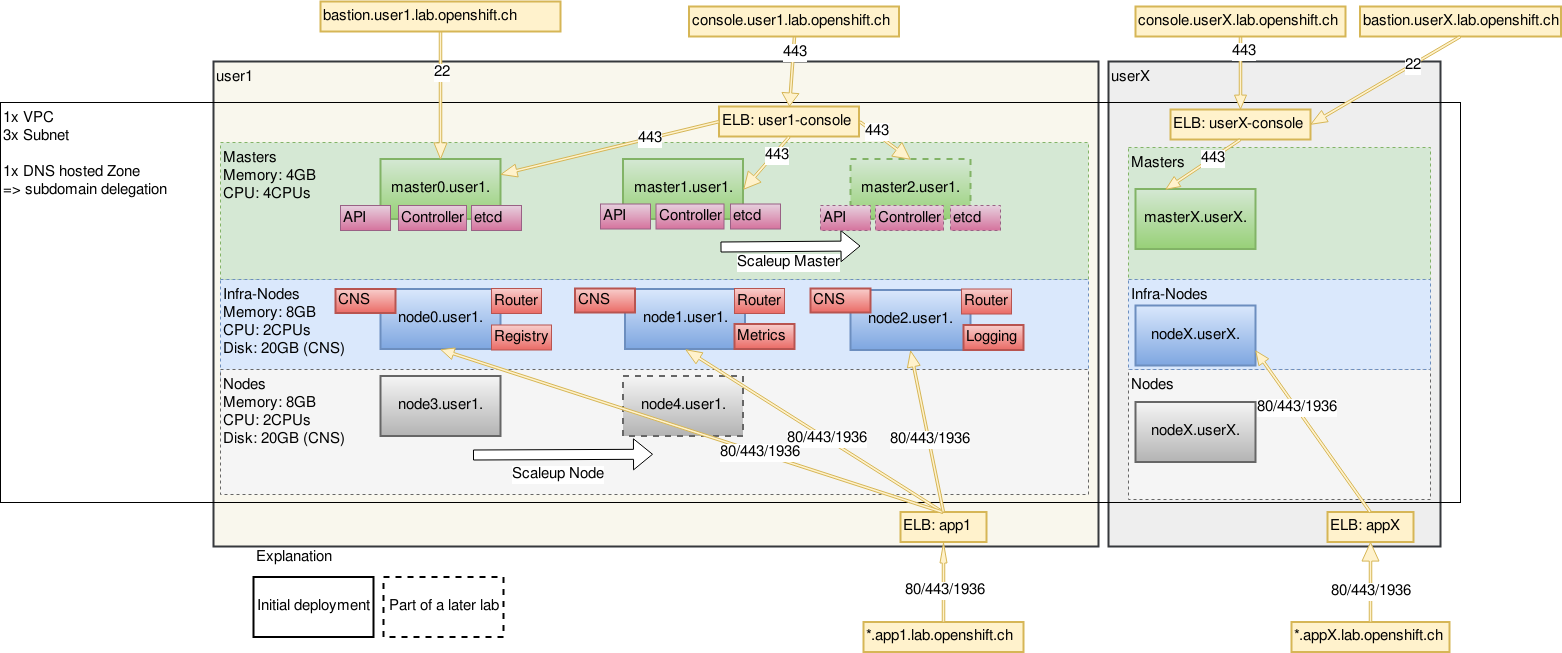 bastion.user1.lab.openshift.ch
console.user1.lab.openshift.ch
console.userX.lab.openshift.ch
bastion.userX.lab.openshift.ch
443
443
22
22
user1
userX
1x VPC
3x Subnet
1x DNS hosted Zone
=> subdomain delegation
ELB: user1-console
ELB: userX-console
443
443
443
443
Masters
Memory: 4GB
CPU: 4CPUs
master0.user1.
API
Controller
etcd
master1.user1.
API
Controller
etcd
master2.user1.
API
Controller
etcd
Scaleup Master
Masters
masterX.userX.
Infra-Nodes
Memory: 8GB
CPU: 2CPUs
Disk: 20GB (CNS)
CNS
Router
node0.user1.
Registry
CNS
Router
node1.user1.
Metrics
CNS
Router
node2.user1.
Logging
Infra-Nodes
nodeX.userX.
Nodes
Memory: 8GB
CPU: 2CPUs
Disk: 20GB (CNS)
node3.user1.
node4.user1.
Scaleup Node
80/443/1936
80/443/1936
80/443/1936
Nodes
nodeX.userX.
80/443/1936
ELB: app1
ELB: appX
Explanation
Initial deployment
Part of a later lab
80/443/1936
80/443/1936
*.app1.lab.openshift.ch
*.appX.lab.openshift.ch